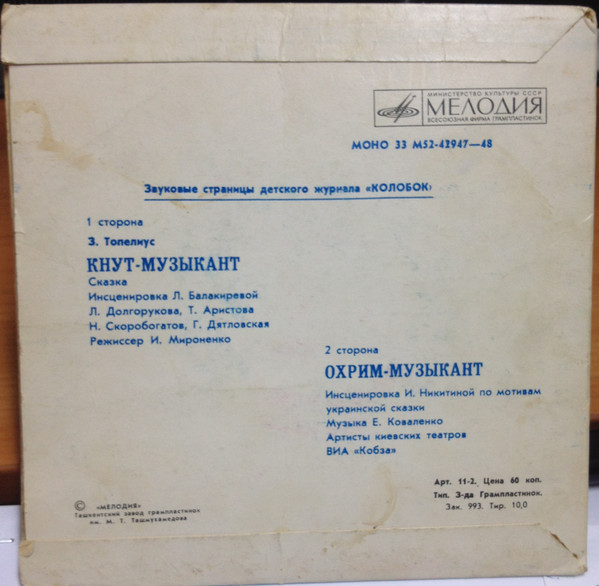 МИНИСТЕРСТВО КУЛЬТУРЫ СССР
МЕЛОДИЯ
ВСЕСОЮЗНАЯ ФИРМА ГРАМПЛАСТИНОК
МОНО 33 М52-42947—48
Звуковые страницы детского журнала «КОЛОБОК»
1 сторона
З. Топелиус
КНУТ-МУЗЫКАНТ
Сказка
Инсценировка Л. Балакиревой
Л. Долгорукова, Т. Аристова
Н. Скоробогатов, Г. Дятловская
Режиссер И. Мироненко
2 сторона
ОХРИМ-МУЗЫКАНТ
Инсценировка И. Никитиной по мотивам
украинской сказки
Музыка Е. Коваленко
Артисты киевских театров
ВИА «Кобза»
Арт. 11-2. Цена 60 коп.
Тип. З-да Грампластинок.
Зак. 993. Тир. 10,0
© «МЕЛОДИЯ»
Ташкентский завод грампластинок
им. М. Т. Ташмухамедова